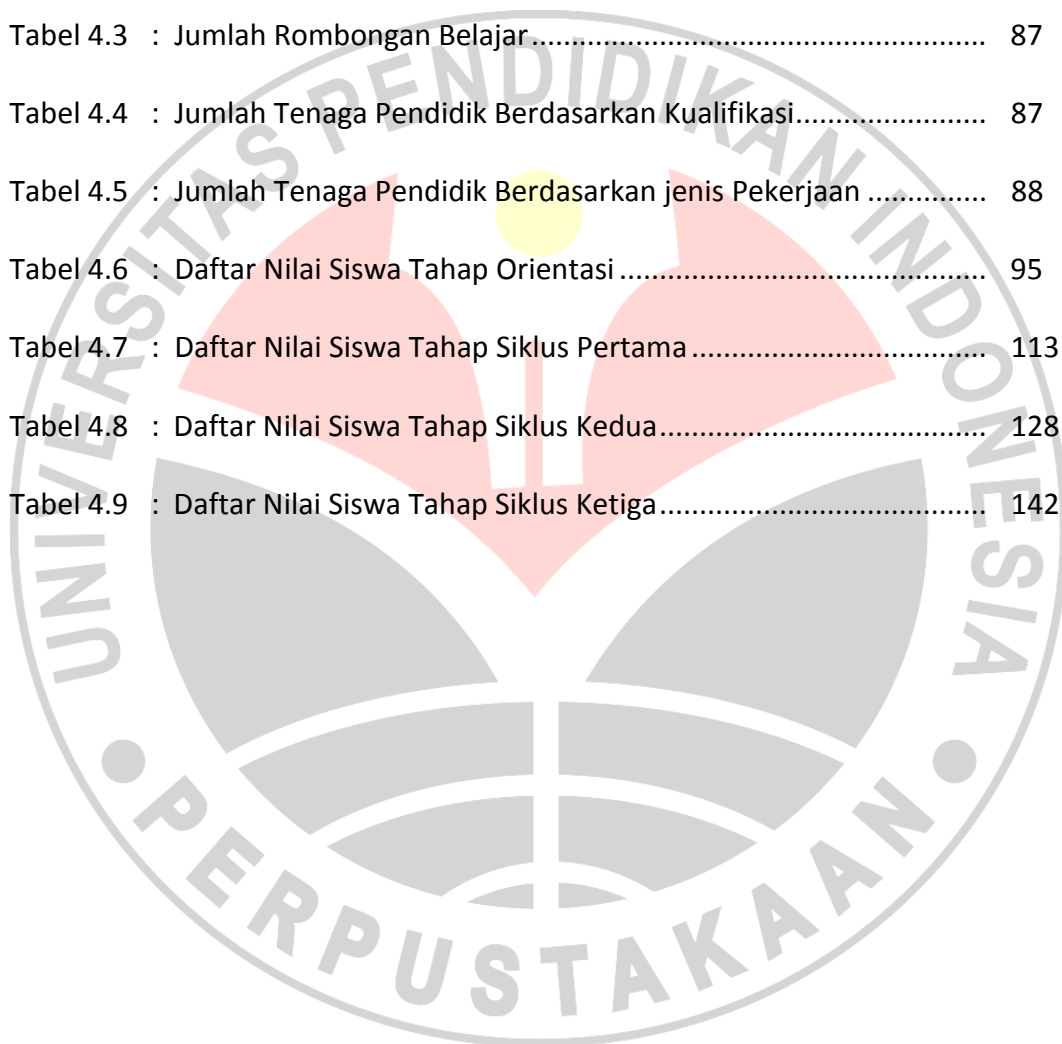 Tabel 4.3 : Jumlah Rombongan Belajar...................................................... 87
Tabel 4.4 : Jumlah Tenaga Pendidik Berdasarkan Kualifikasi....................... 87
Tabel 4.5 : Jumlah Tenaga Pendidik Berdasarkan jenis Pekerjaan .............. 88
Tabel 4.6 : Daftar Nilai Siswa Tahap Orientasi ............................................ 95
Tabel 4.7 : Daftar Nilai Siswa Tahap Siklus Pertama ................................... 113
Tabel 4.8 : Daftar Nilai Siswa Tahap Siklus Kedua....................................... 128
Tabel 4.9 : Daftar Nilai Siswa Tahap Siklus Ketiga....................................... 142
UNIVERSITAS PENDIDIKAN INDONESIA
PERPUSTAKAAN